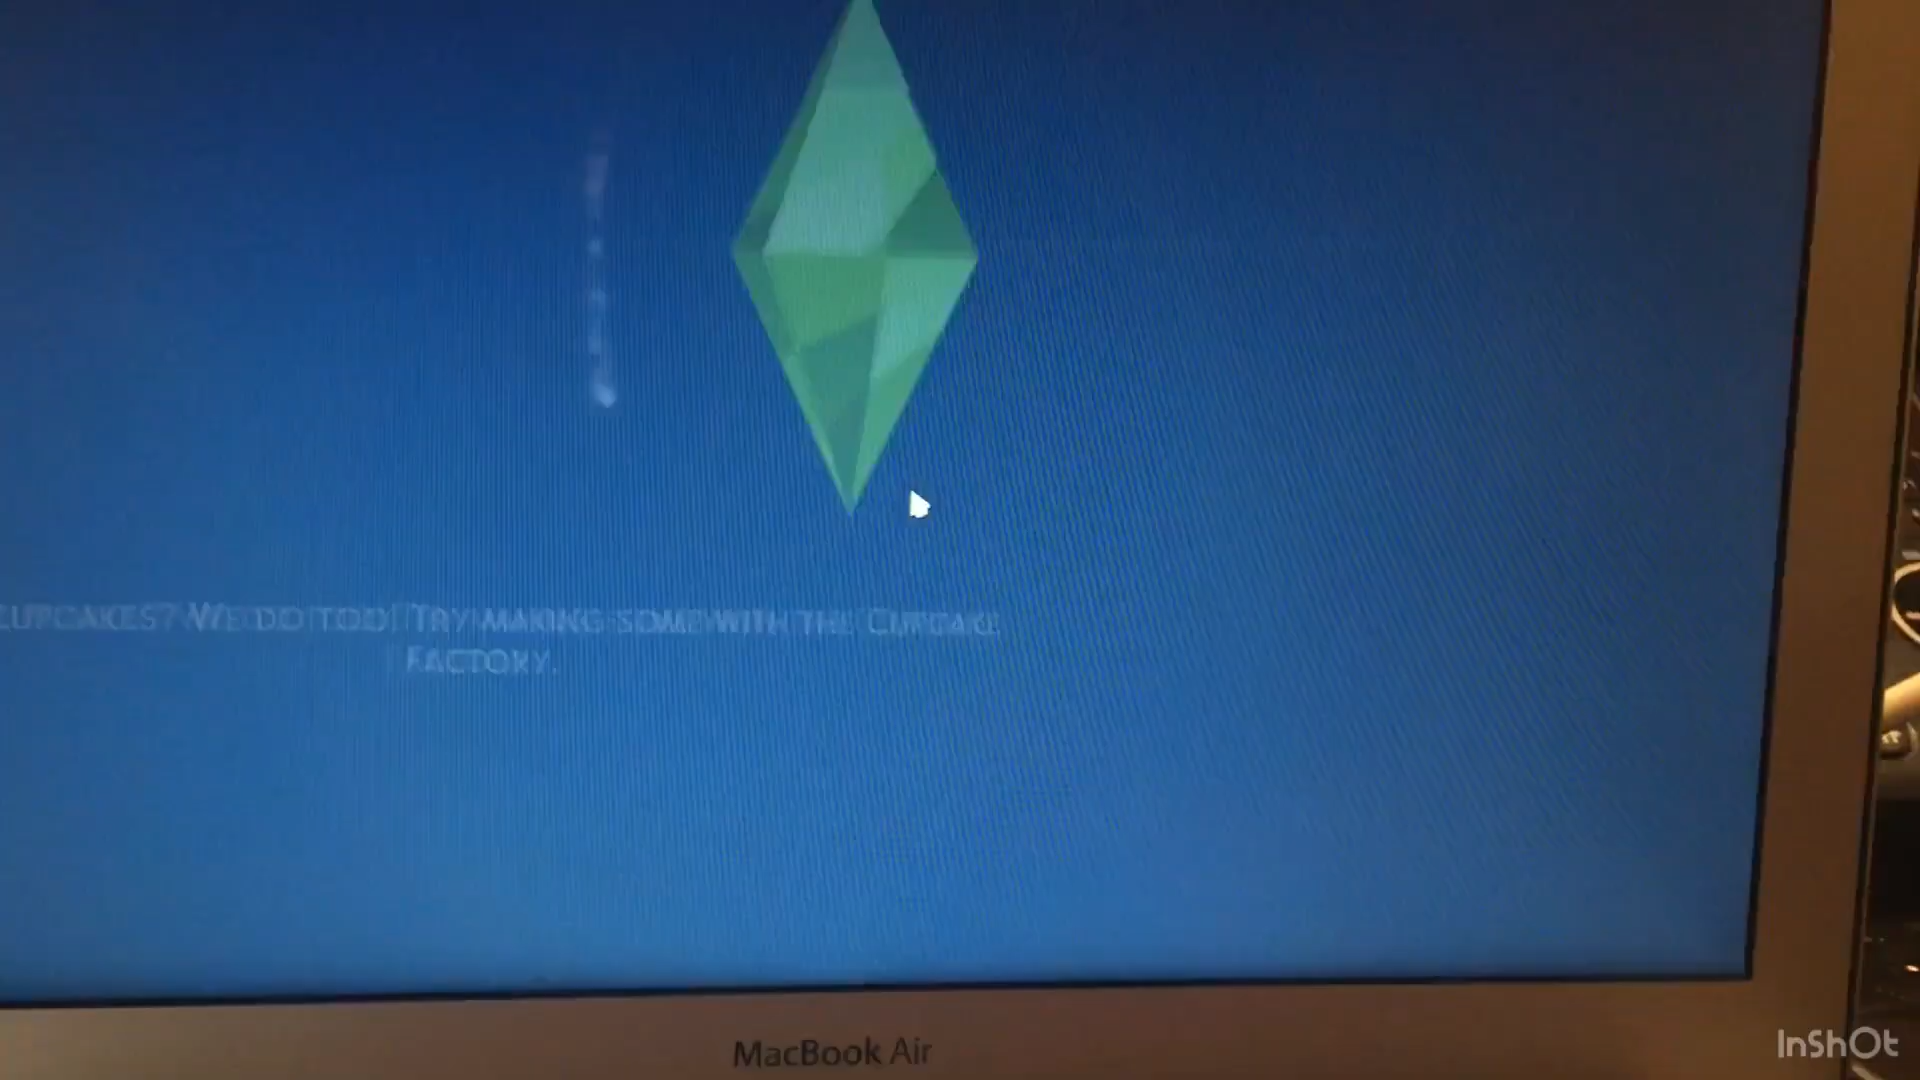 CUPCAKES? WE DO TOO! TRY MAKING SOME WITH THE CUPCAKE
FACTORY.
MacBook Air
InShOt